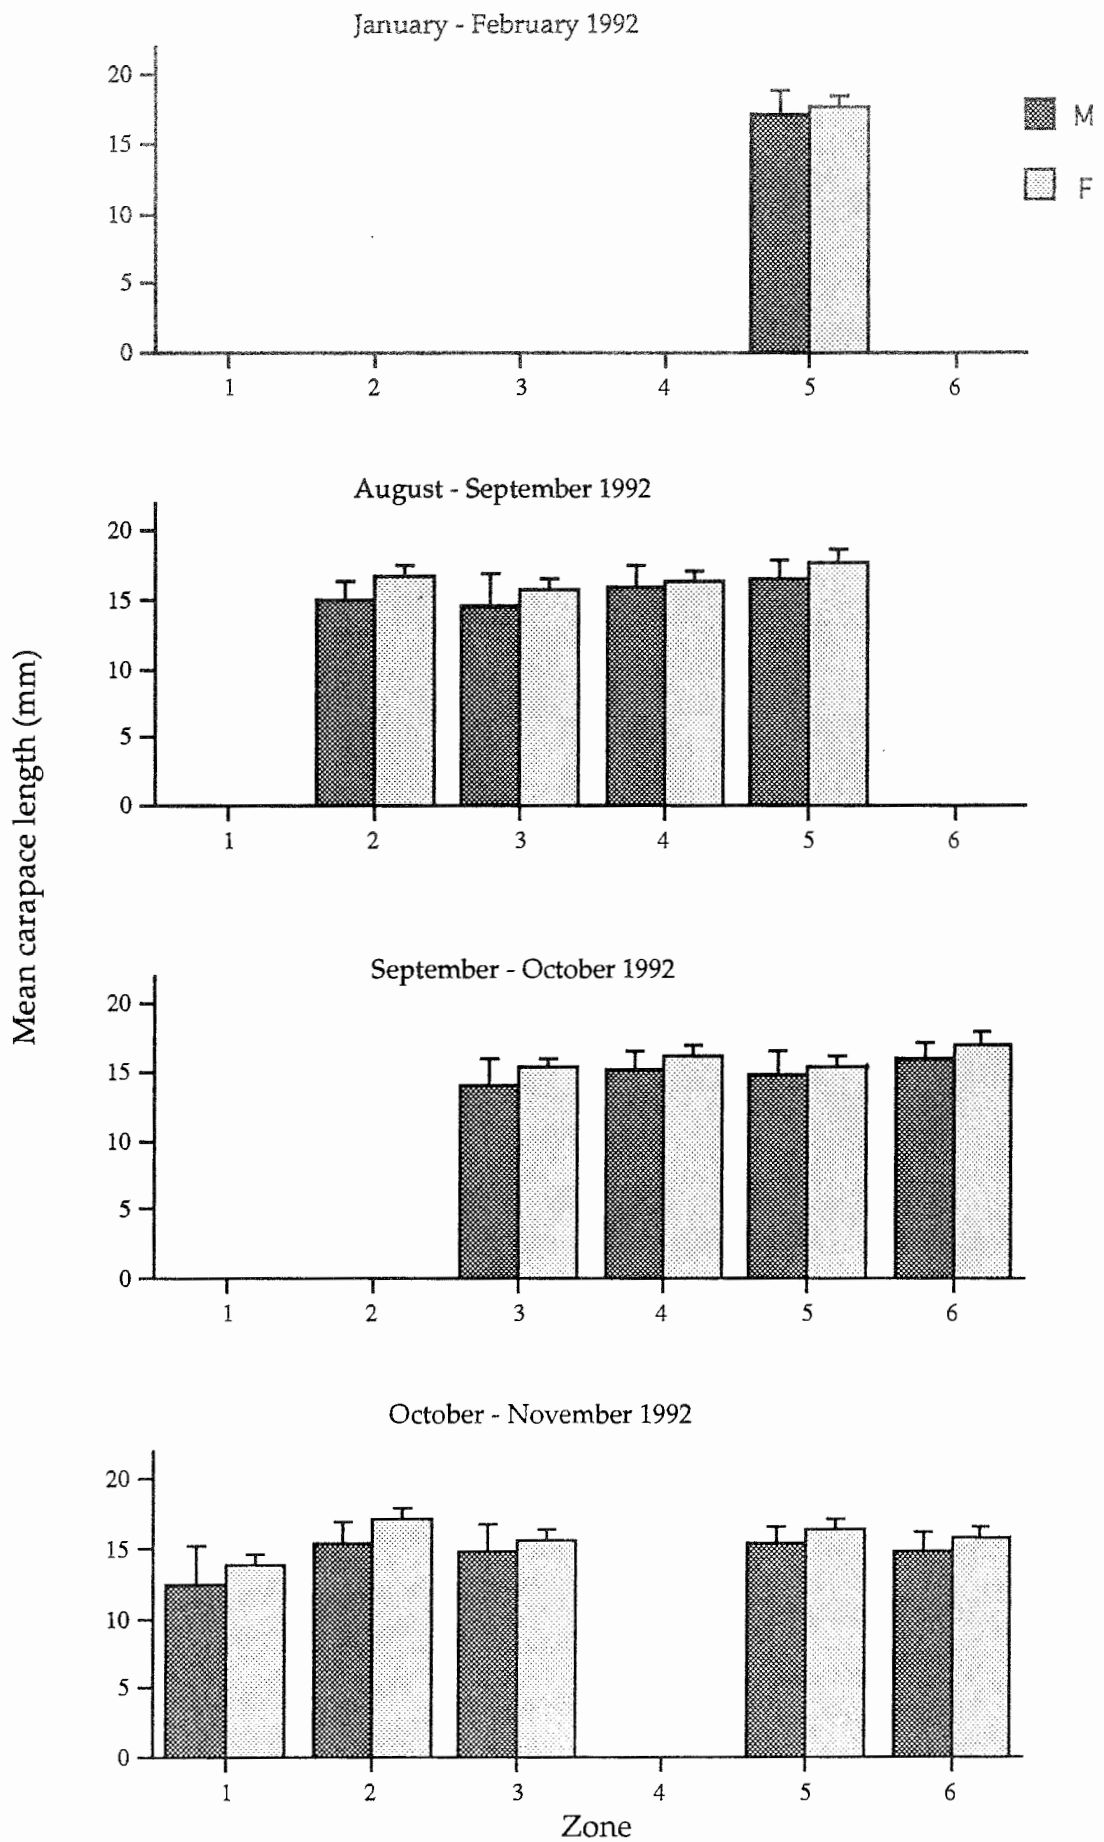 January - February 1992
20
15
10
5
0
1 2 3 4 5 6
M
F
August - September 1992
20
15
10
5
0
1 2 3 4 5 6
Mean carapace length (mm)
September - October 1992
20
15
10
5
0
1 2 3 4 5 6
October - November 1992
20
15
10
5
0
1 2 3 4 5 6
Zone